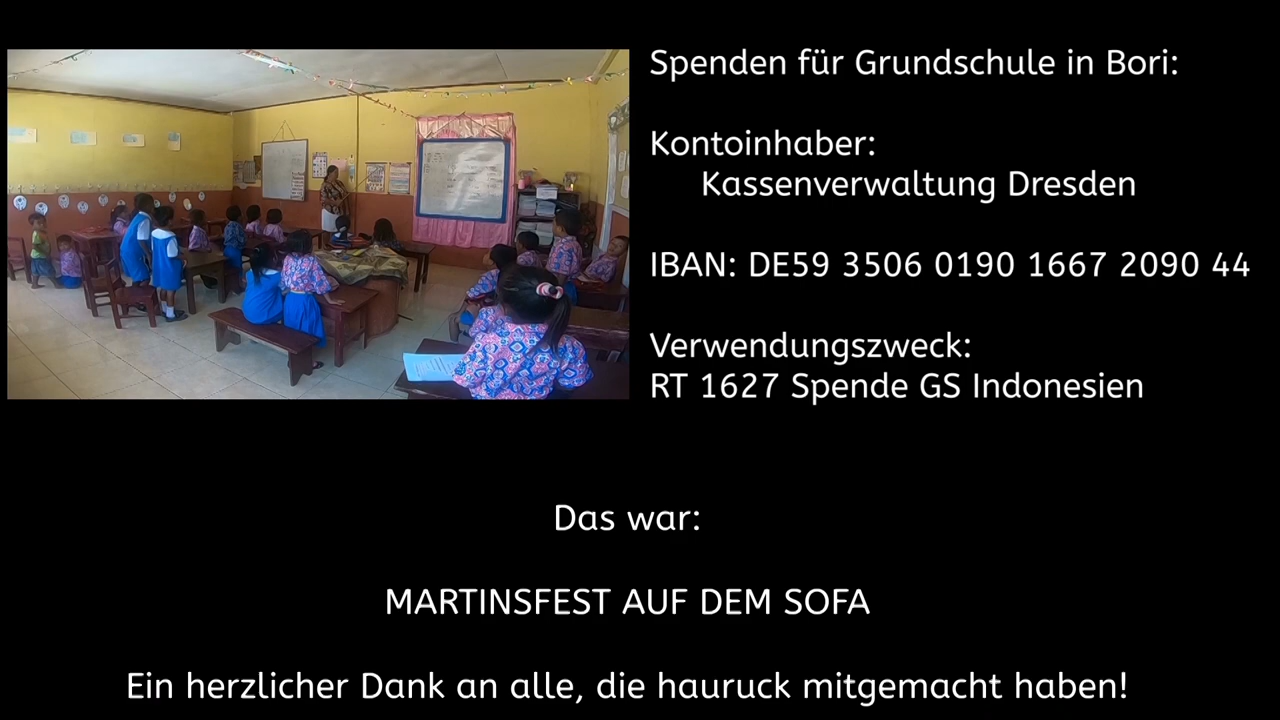 Spenden für Grundschule in Bori:
Kontoinhaber:
Kassenverwaltung Dresden
IBAN: DE59 3506 0190 1667 2090 44
Verwendungszweck:
RT 1627 Spende GS Indonesien
Das war:
MARTINSFEST AUF DEM SOFA
Ein herzlicher Dank an alle, die hauruck mitgemacht haben!